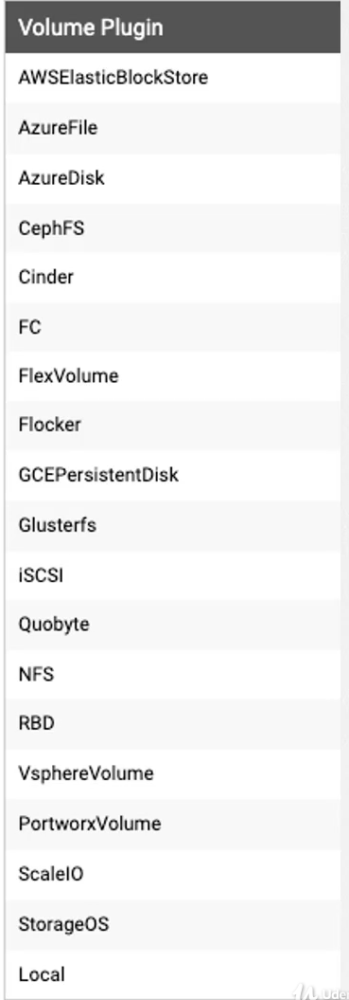 Volume Plugin
AWSElasticBlockStore
AzureFile
AzureDisk
CephFS
Cinder
FC
FlexVolume
Flocker
GCEPersistentDisk
Glusterfs
iSCSI
Quobyte
NFS
RBD
VsphereVolume
PortworxVolume
ScaleIO
StorageOS
Local